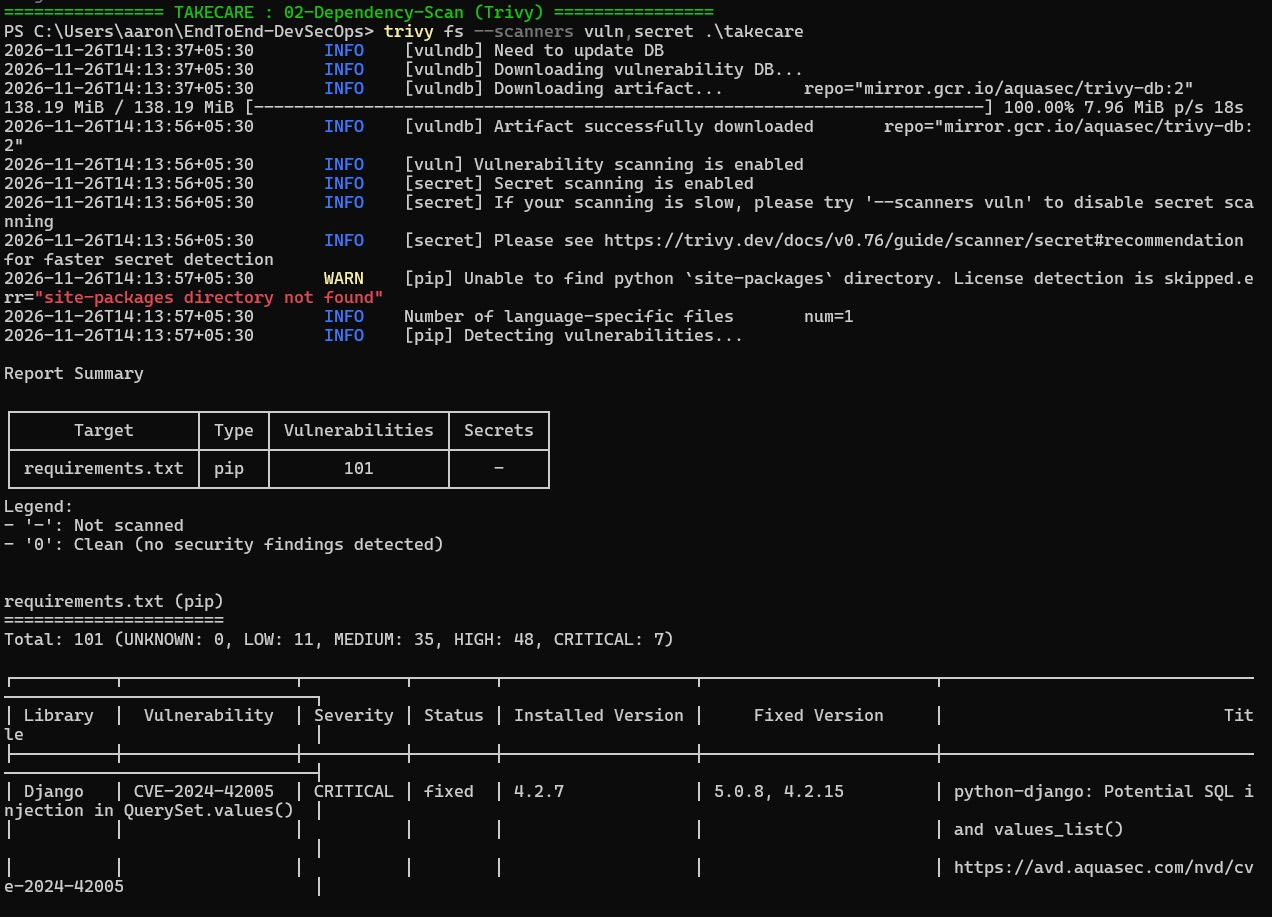 ================ TAKECARE : 02-Dependency-Scan (Trivy) ================
PS C:\Users\aaron\EndToEnd-DevSecOps> trivy fs --scanners vuln,secret .\takecare
2026-11-26T14:13:37+05:30       INFO    [vulndb] Need to update DB
2026-11-26T14:13:37+05:30       INFO    [vulndb] Downloading vulnerability DB...
2026-11-26T14:13:37+05:30       INFO    [vulndb] Downloading artifact...        repo="mirror.gcr.io/aquasec/trivy-db:2"
138.19 MiB / 138.19 MiB [-------------------------------------------------------------------------] 100.00% 7.96 MiB p/s 18s
2026-11-26T14:13:56+05:30       INFO    [vulndb] Artifact successfully downloaded       repo="mirror.gcr.io/aquasec/trivy-db:
2"
2026-11-26T14:13:56+05:30       INFO    [vuln] Vulnerability scanning is enabled
2026-11-26T14:13:56+05:30       INFO    [secret] Secret scanning is enabled
2026-11-26T14:13:56+05:30       INFO    [secret] If your scanning is slow, please try '--scanners vuln' to disable secret sca
nning
2026-11-26T14:13:56+05:30       INFO    [secret] Please see https://trivy.dev/docs/v0.76/guide/scanner/secret#recommendation
for faster secret detection
2026-11-26T14:13:57+05:30       WARN    [pip] Unable to find python `site-packages` directory. License detection is skipped.e
rr="site-packages directory not found"
2026-11-26T14:13:57+05:30       INFO    Number of language-specific files       num=1
2026-11-26T14:13:57+05:30       INFO    [pip] Detecting vulnerabilities...
Report Summary
Target Type Vulnerabilities Secrets
requirements.txt pip 101 -
Legend:
- '-': Not scanned
- '0': Clean (no security findings detected)
requirements.txt (pip)
======================
Total: 101 (UNKNOWN: 0, LOW: 11, MEDIUM: 35, HIGH: 48, CRITICAL: 7)
Library Vulnerability Severity Status Installed Version Fixed Version Tit
le
Django CVE-2024-42005 CRITICAL fixed 4.2.7 5.0.8, 4.2.15 python-django: Potential SQL i
njection in QuerySet.values()
and values_list()
https://avd.aquasec.com/nvd/cv
e-2024-42005